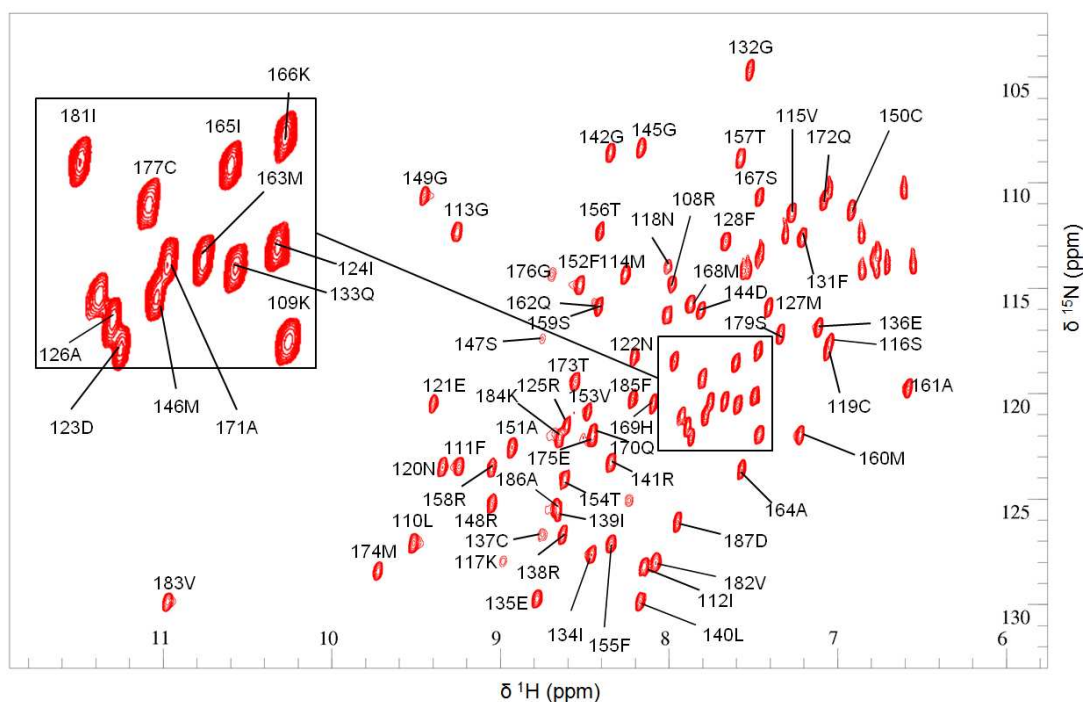 132G
105
166K
181I
165I
142G
145G
157T
115V
172Q
150C
177C
163M
149G
167S
110
113G
108R
156T
118N
128F
124I
133Q
176G
152F
114M
168M
131F
109K
162Q
144D
127M
115
159S
179S
136E
126A
147S
122N
116S
173T
123D
146M
171A
121E
125R
153V
185F
119C
161A
120
184K
169H
151A
170Q
120N
111F
175E
160M
158R
186A
141R
148R
154T
164A
125
139I
110L
137C
187D
174M
117K
138R
182V
183V
112I
135E
134I
155F
140L
130
11
10
9
8
7
6
δ ¹H (ppm)
δ ¹⁵N (ppm)